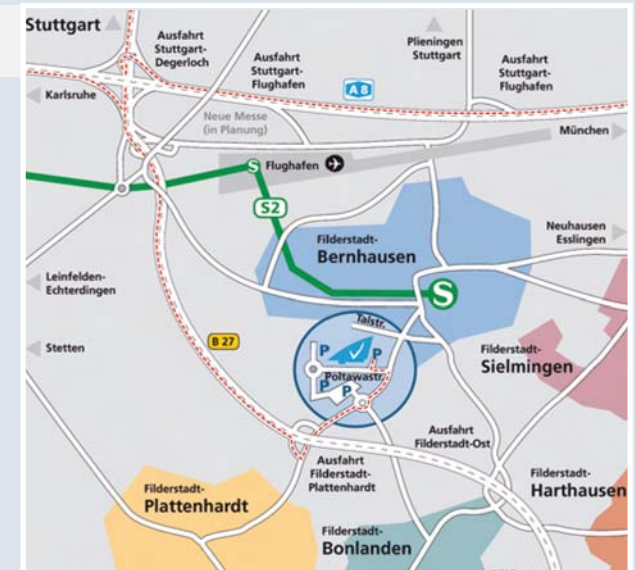 Stuttgart
Ausfahrt
Stuttgart-
Degerloch
Plieningen
Stuttgart
Ausfahrt
Stuttgart-
Flughafen
Ausfahrt
Stuttgart-
Flughafen
A 8
Karlsruhe
Neue Messe
(in Planung)
München
S Flughafen
S2
Filderstadt-
Bernhausen
Neuhausen
Esslingen
Leinfelden-
Echterdingen
S
Talstr.
B 27
Stetten
P
P
Filderstadt-
Sielmingen
Poltawastr.
P
P
Ausfahrt
Filderstadt-Ost
Ausfahrt
Filderstadt-
Plattenhardt
Filderstadt-
Harthausen
Filderstadt-
Plattenhardt
Filderstadt-
Bonlanden